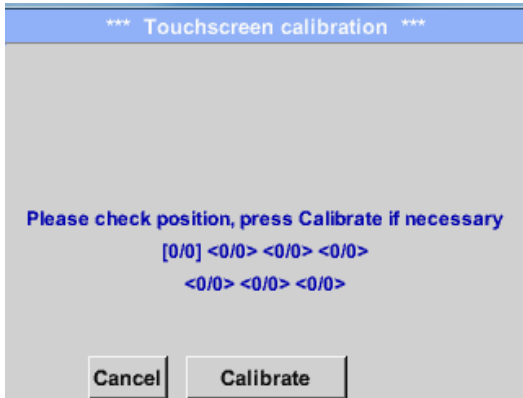 *** Touchscreen calibration ***
Please check position, press Calibrate if necessary
[0/0] <0/0> <0/0> <0/0>
<0/0> <0/0> <0/0>
Cancel Calibrate